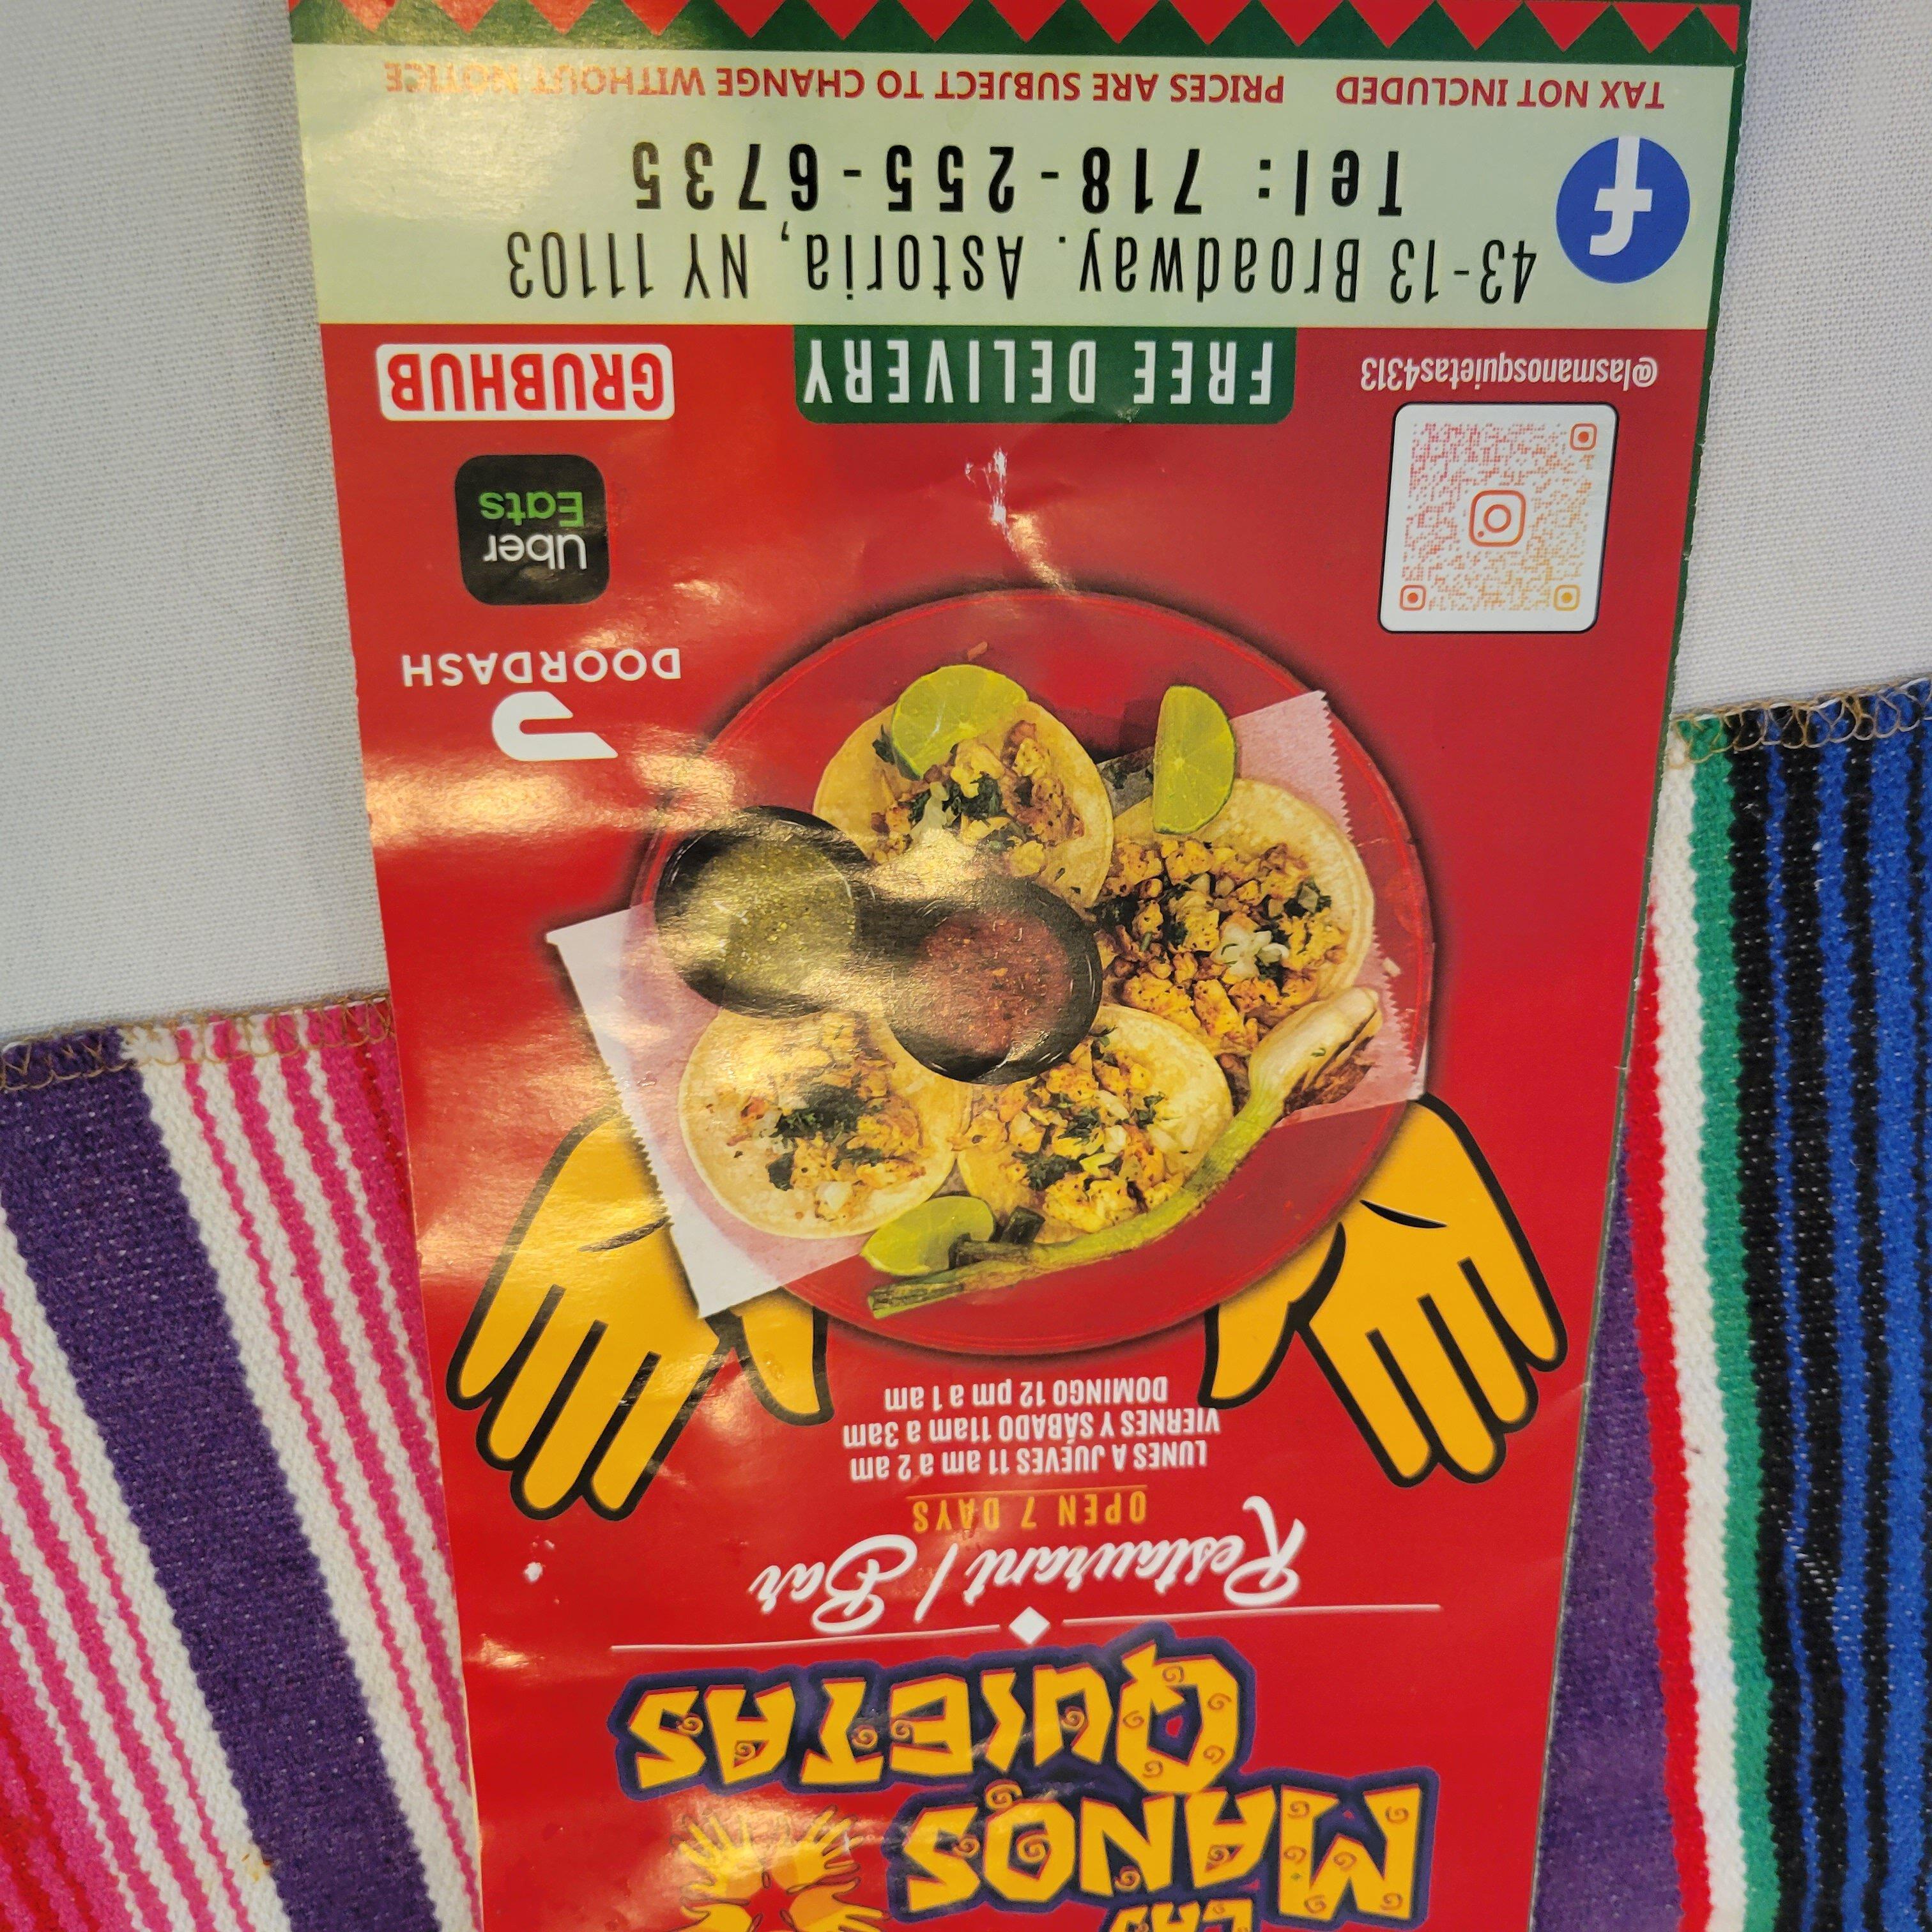 LAS
MANOS
QUIETAS
Restaurant / Bar
OPEN 7 DAYS
LUNES A JUEVES 11 am a 2 am
VIERNES Y SÁBADO 11am a 3am
DOMINGO 12 pm a 1 am
DOORDASH
Uber
Eats
GRUBHUB
@lasmanosquietas4313
FREE DELIVERY
43-13 Broadway. Astoria, NY 11103
Tel: 718-255-6735
TAX NOT INCLUDED PRICES ARE SUBJECT TO CHANGE WITHOUT NOTICE